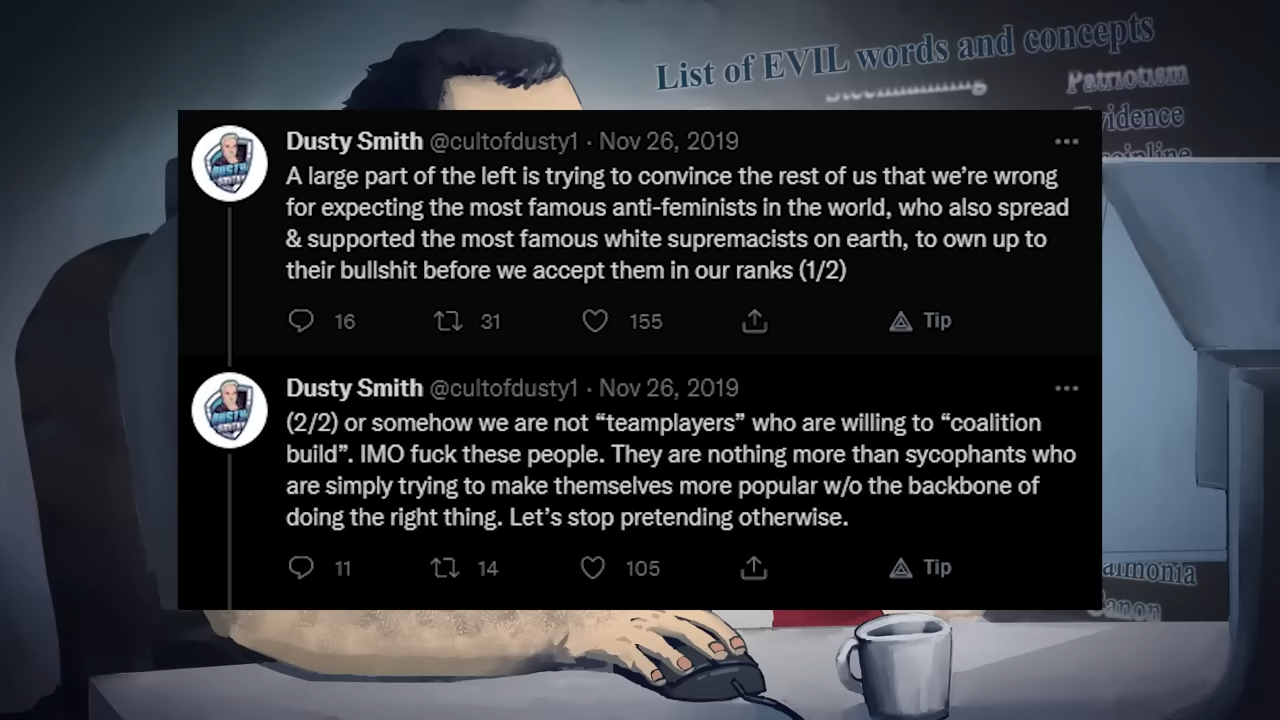 List of EVIL words and concepts
Patriotism
Dusty Smith @cultofdusty1 · Nov 26, 2019
A large part of the left is trying to convince the rest of us that we’re wrong
for expecting the most famous anti-feminists in the world, who also spread
& supported the most famous white supremacists on earth, to own up to
their bullshit before we accept them in our ranks (1/2)
16 31 155 Tip
Dusty Smith @cultofdusty1 · Nov 26, 2019
(2/2) or somehow we are not “teamplayers” who are willing to “coalition
build”. IMO fuck these people. They are nothing more than sycophants who
are simply trying to make themselves more popular w/o the backbone of
doing the right thing. Let’s stop pretending otherwise.
11 14 105 Tip